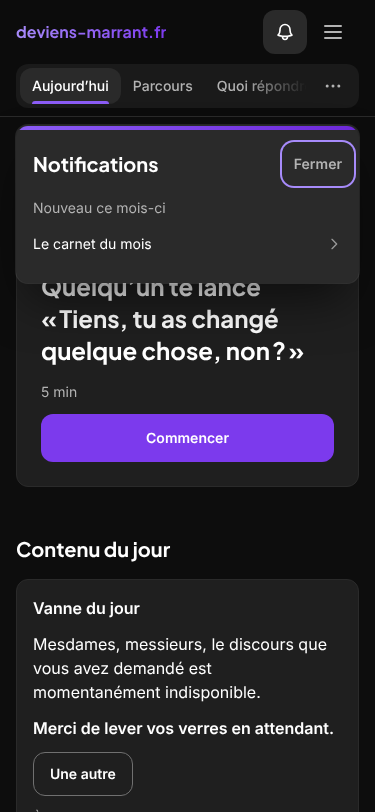 deviens-marrant.fr
Aujourd’hui Parcours Quoi répond
Notifications
Fermer
Nouveau ce mois-ci
Le carnet du mois
Quelqu’un te lance
« Tiens, tu as changé
quelque chose, non ? »
5 min
Commencer
Contenu du jour
Vanne du jour
Mesdames, messieurs, le discours que
vous avez demandé est
momentanément indisponible.
Merci de lever vos verres en attendant.
Une autre